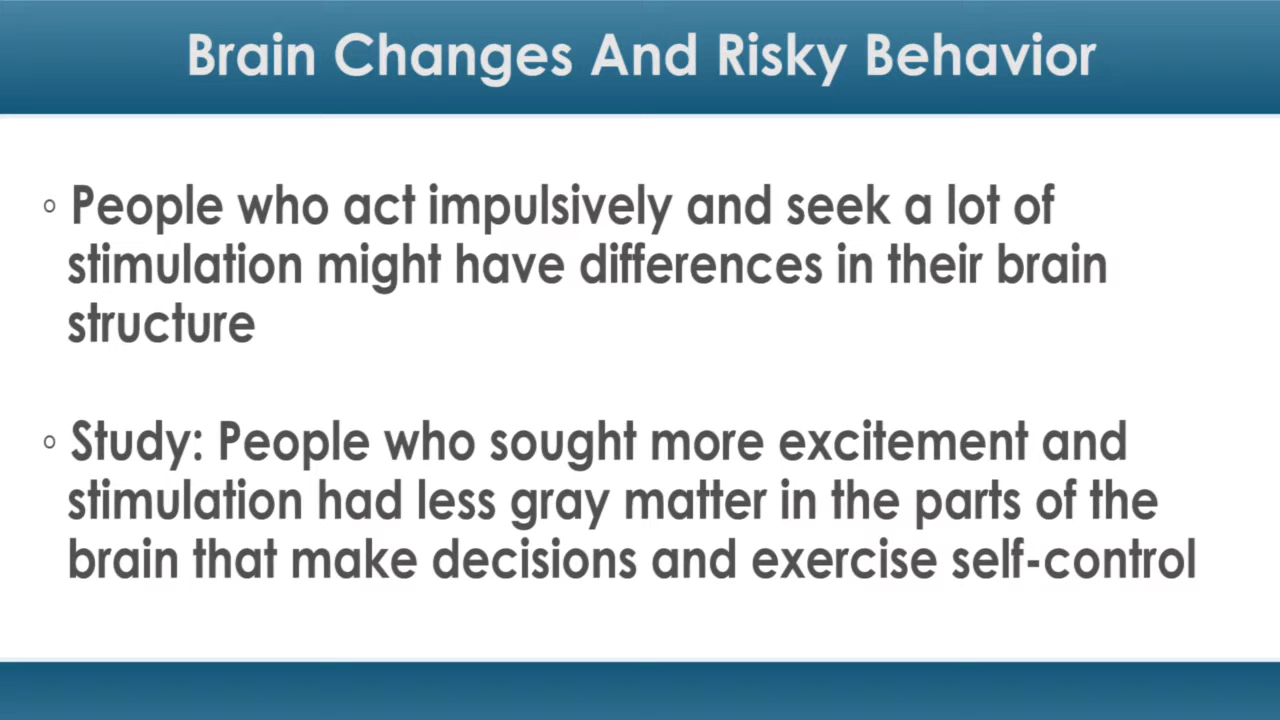 Brain Changes And Risky Behavior
◦ People who act impulsively and seek a lot of
stimulation might have differences in their brain
structure
◦ Study: People who sought more excitement and
stimulation had less gray matter in the parts of the
brain that make decisions and exercise self-control